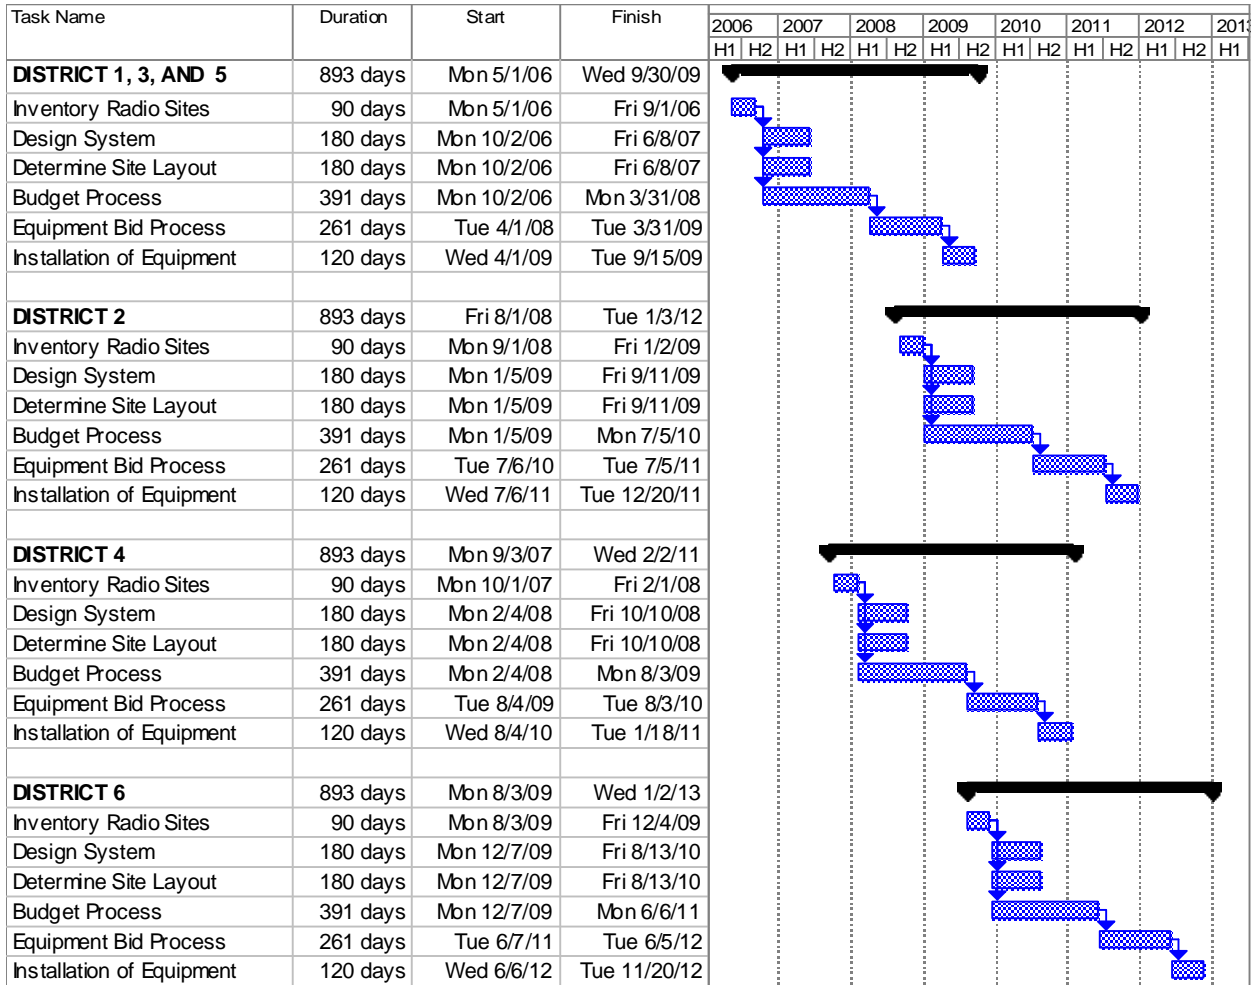 Task Name Duration Start Finish
2006 2007 2008 2009 2010 2011 2012 201
H1 H2 H1 H2 H1 H2 H1 H2 H1 H2 H1 H2 H1 H2 H1
DISTRICT 1, 3, AND 5 893 days Mon 5/1/06 Wed 9/30/09
Inventory Radio Sites 90 days Mon 5/1/06 Fri 9/1/06
Design System 180 days Mon 10/2/06 Fri 6/8/07
Determine Site Layout 180 days Mon 10/2/06 Fri 6/8/07
Budget Process 391 days Mon 10/2/06 Mon 3/31/08
Equipment Bid Process 261 days Tue 4/1/08 Tue 3/31/09
Installation of Equipment 120 days Wed 4/1/09 Tue 9/15/09
DISTRICT 2 893 days Fri 8/1/08 Tue 1/3/12
Inventory Radio Sites 90 days Mon 9/1/08 Fri 1/2/09
Design System 180 days Mon 1/5/09 Fri 9/11/09
Determine Site Layout 180 days Mon 1/5/09 Fri 9/11/09
Budget Process 391 days Mon 1/5/09 Mon 7/5/10
Equipment Bid Process 261 days Tue 7/6/10 Tue 7/5/11
Installation of Equipment 120 days Wed 7/6/11 Tue 12/20/11
DISTRICT 4 893 days Mon 9/3/07 Wed 2/2/11
Inventory Radio Sites 90 days Mon 10/1/07 Fri 2/1/08
Design System 180 days Mon 2/4/08 Fri 10/10/08
Determine Site Layout 180 days Mon 2/4/08 Fri 10/10/08
Budget Process 391 days Mon 2/4/08 Mon 8/3/09
Equipment Bid Process 261 days Tue 8/4/09 Tue 8/3/10
Installation of Equipment 120 days Wed 8/4/10 Tue 1/18/11
DISTRICT 6 893 days Mon 8/3/09 Wed 1/2/13
Inventory Radio Sites 90 days Mon 8/3/09 Fri 12/4/09
Design System 180 days Mon 12/7/09 Fri 8/13/10
Determine Site Layout 180 days Mon 12/7/09 Fri 8/13/10
Budget Process 391 days Mon 12/7/09 Mon 6/6/11
Equipment Bid Process 261 days Tue 6/7/11 Tue 6/5/12
Installation of Equipment 120 days Wed 6/6/12 Tue 11/20/12